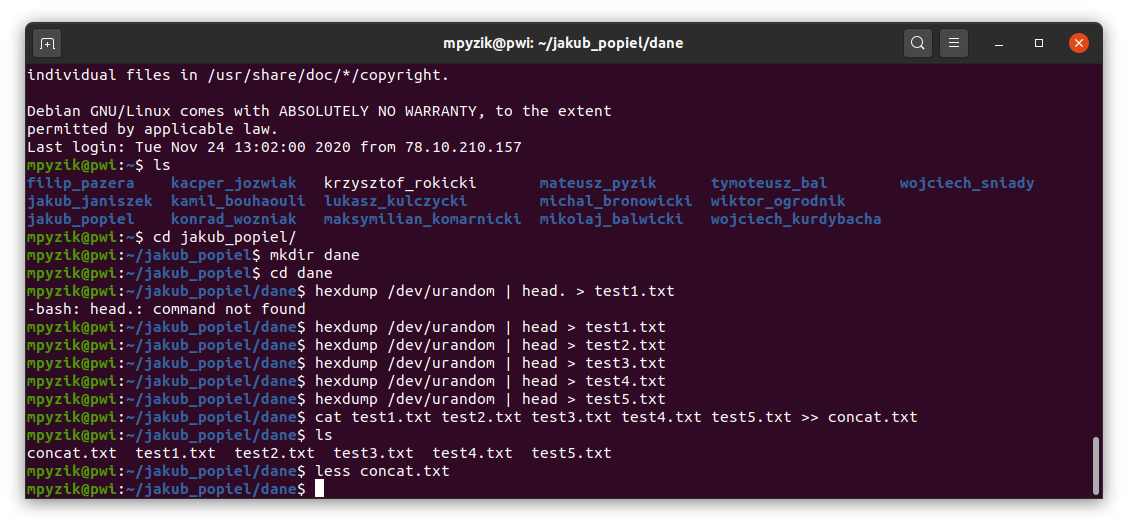 mpyzik@pwi: ~/jakub_popiel/dane
individual files in /usr/share/doc/*/copyright.
Debian GNU/Linux comes with ABSOLUTELY NO WARRANTY, to the extent
permitted by applicable law.
Last login: Tue Nov 24 13:02:00 2020 from 78.10.210.157
mpyzik@pwi:~$ ls
filip_pazera    kacper_jozwiak   krzysztof_rokicki       mateusz_pyzik      tymoteusz_bal        wojciech_sniady
jakub_janiszek  kamil_bouhaouli  lukasz_kulczycki        michal_bronowicki  wiktor_ogrodnik
jakub_popiel    konrad_wozniak   maksymilian_komarnicki  mikolaj_balwicki   wojciech_kurdybacha
mpyzik@pwi:~$ cd jakub_popiel/
mpyzik@pwi:~/jakub_popiel$ mkdir dane
mpyzik@pwi:~/jakub_popiel$ cd dane
mpyzik@pwi:~/jakub_popiel/dane$ hexdump /dev/urandom | head. > test1.txt
-bash: head.: command not found
mpyzik@pwi:~/jakub_popiel/dane$ hexdump /dev/urandom | head > test1.txt
mpyzik@pwi:~/jakub_popiel/dane$ hexdump /dev/urandom | head > test2.txt
mpyzik@pwi:~/jakub_popiel/dane$ hexdump /dev/urandom | head > test3.txt
mpyzik@pwi:~/jakub_popiel/dane$ hexdump /dev/urandom | head > test4.txt
mpyzik@pwi:~/jakub_popiel/dane$ hexdump /dev/urandom | head > test5.txt
mpyzik@pwi:~/jakub_popiel/dane$ cat test1.txt test2.txt test3.txt test4.txt test5.txt >> concat.txt
mpyzik@pwi:~/jakub_popiel/dane$ ls
concat.txt  test1.txt  test2.txt  test3.txt  test4.txt  test5.txt
mpyzik@pwi:~/jakub_popiel/dane$ less concat.txt
mpyzik@pwi:~/jakub_popiel/dane$